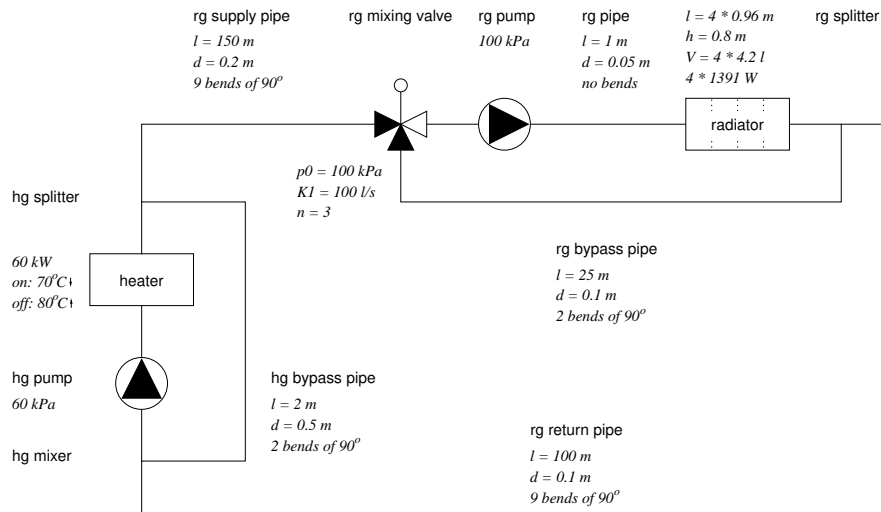 rg supply pipe
l = 150 m
d = 0.2 m
9 bends of 90°
rg mixing valve
rg pump
100 kPa
rg pipe
l = 1 m
d = 0.05 m
no bends
l = 4 * 0.96 m
h = 0.8 m
V = 4 * 4.2 l
4 * 1391 W
rg splitter
radiator
p0 = 100 kPa
K1 = 100 l/s
n = 3
hg splitter
60 kW
on: 70°C
off: 80°C
heater
rg bypass pipe
l = 25 m
d = 0.1 m
2 bends of 90°
hg pump
60 kPa
hg bypass pipe
l = 2 m
d = 0.5 m
2 bends of 90°
hg mixer
rg return pipe
l = 100 m
d = 0.1 m
9 bends of 90°